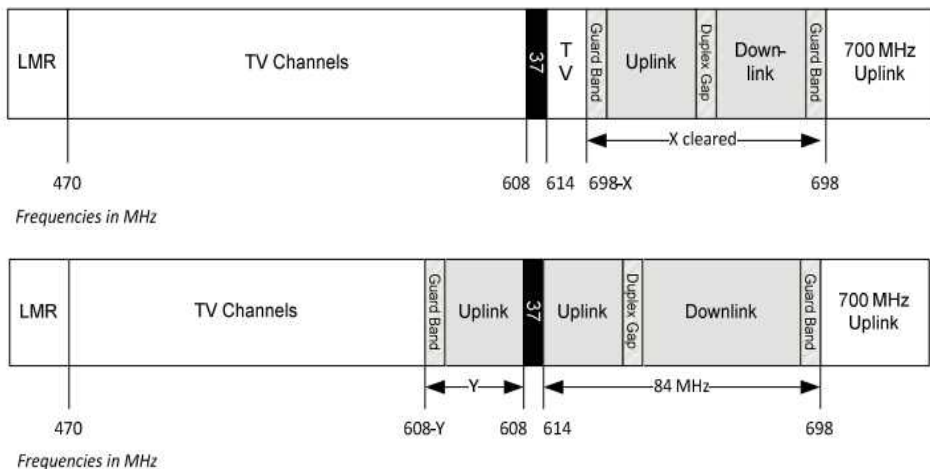 LMR
TV Channels
37
T
V
Guard Band
Uplink
Duplex Gap
Down-
link
Guard Band
700 MHz
Uplink
X cleared
470
608
614
698-X
698
Frequencies in MHz
LMR
TV Channels
Guard Band
Uplink
37
Uplink
Duplex Gap
Downlink
Guard Band
700 MHz
Uplink
Y
84 MHz
470
608-Y
608
614
698
Frequencies in MHz